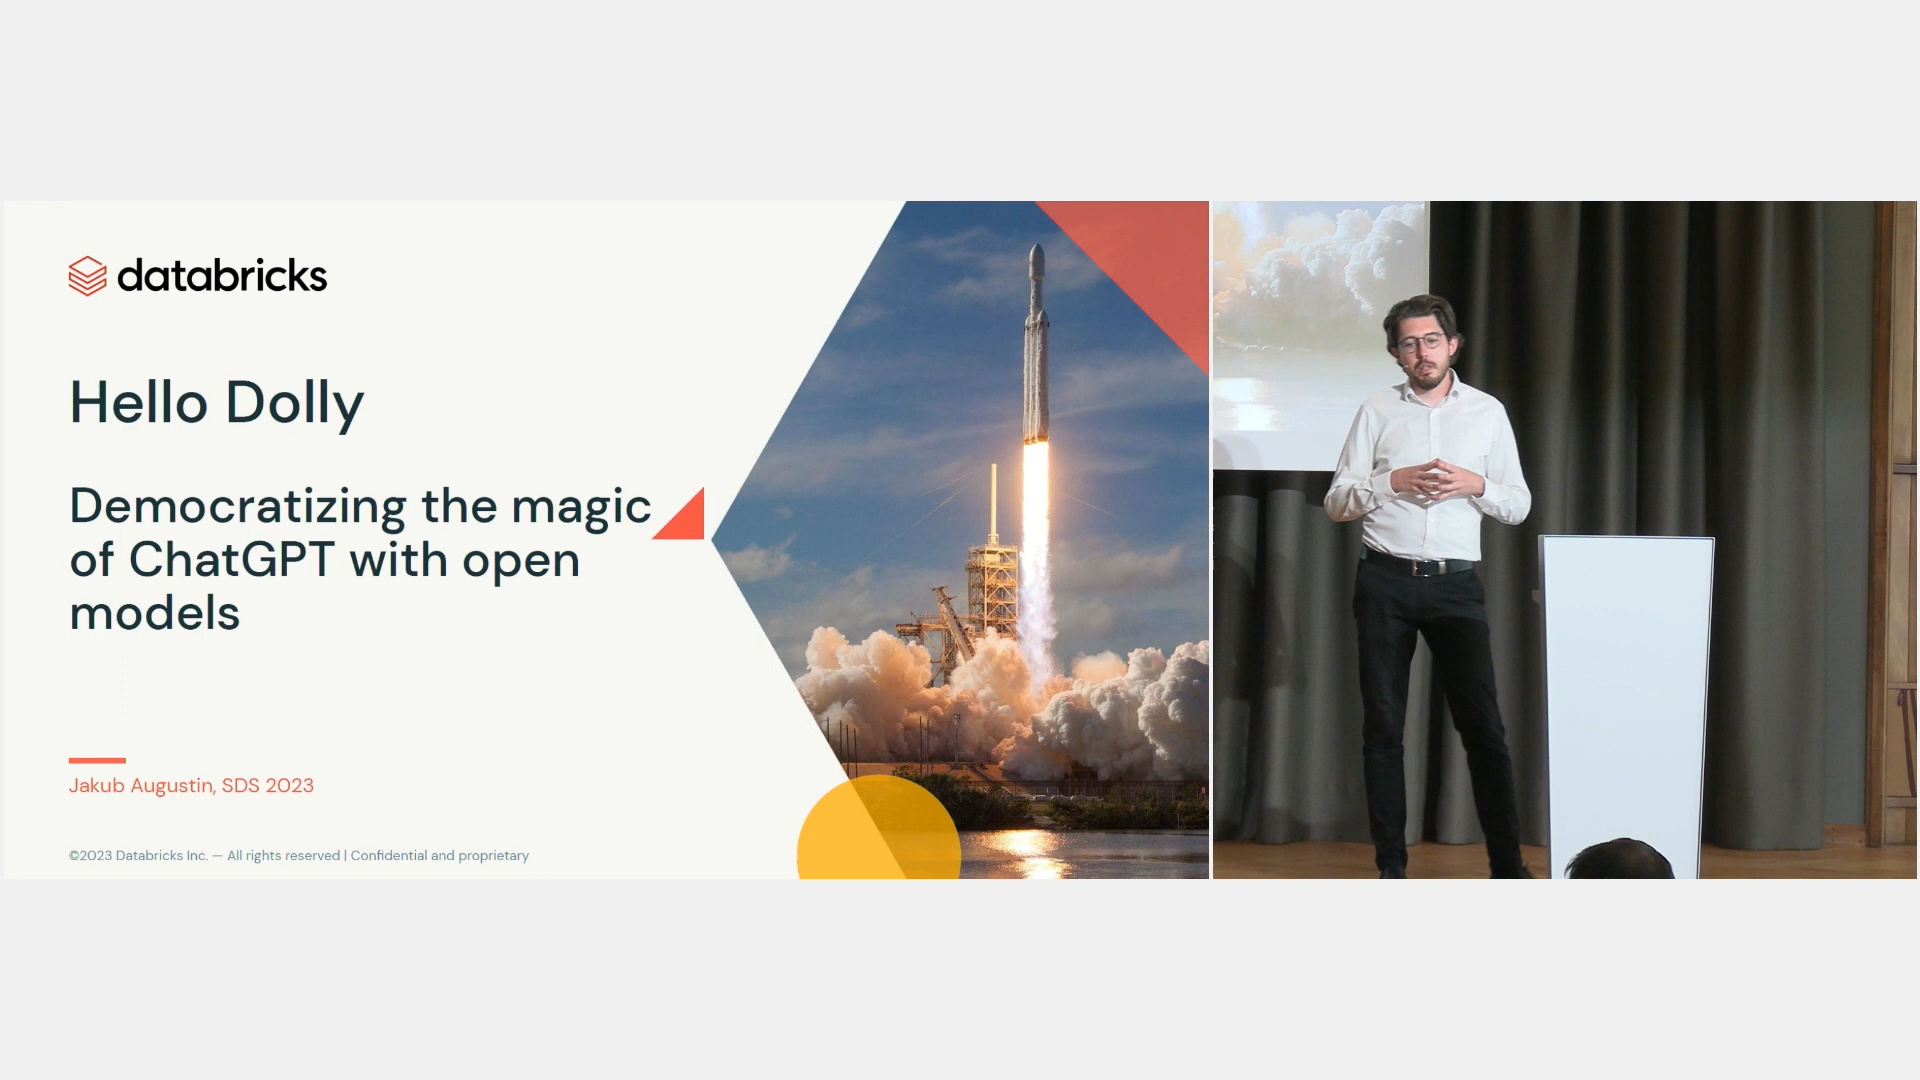 databricks
Hello Dolly
Democratizing the magic
of ChatGPT with open
models
Jakub Augustin, SDS 2023
©2023 Databricks Inc. — All rights reserved | Confidential and proprietary